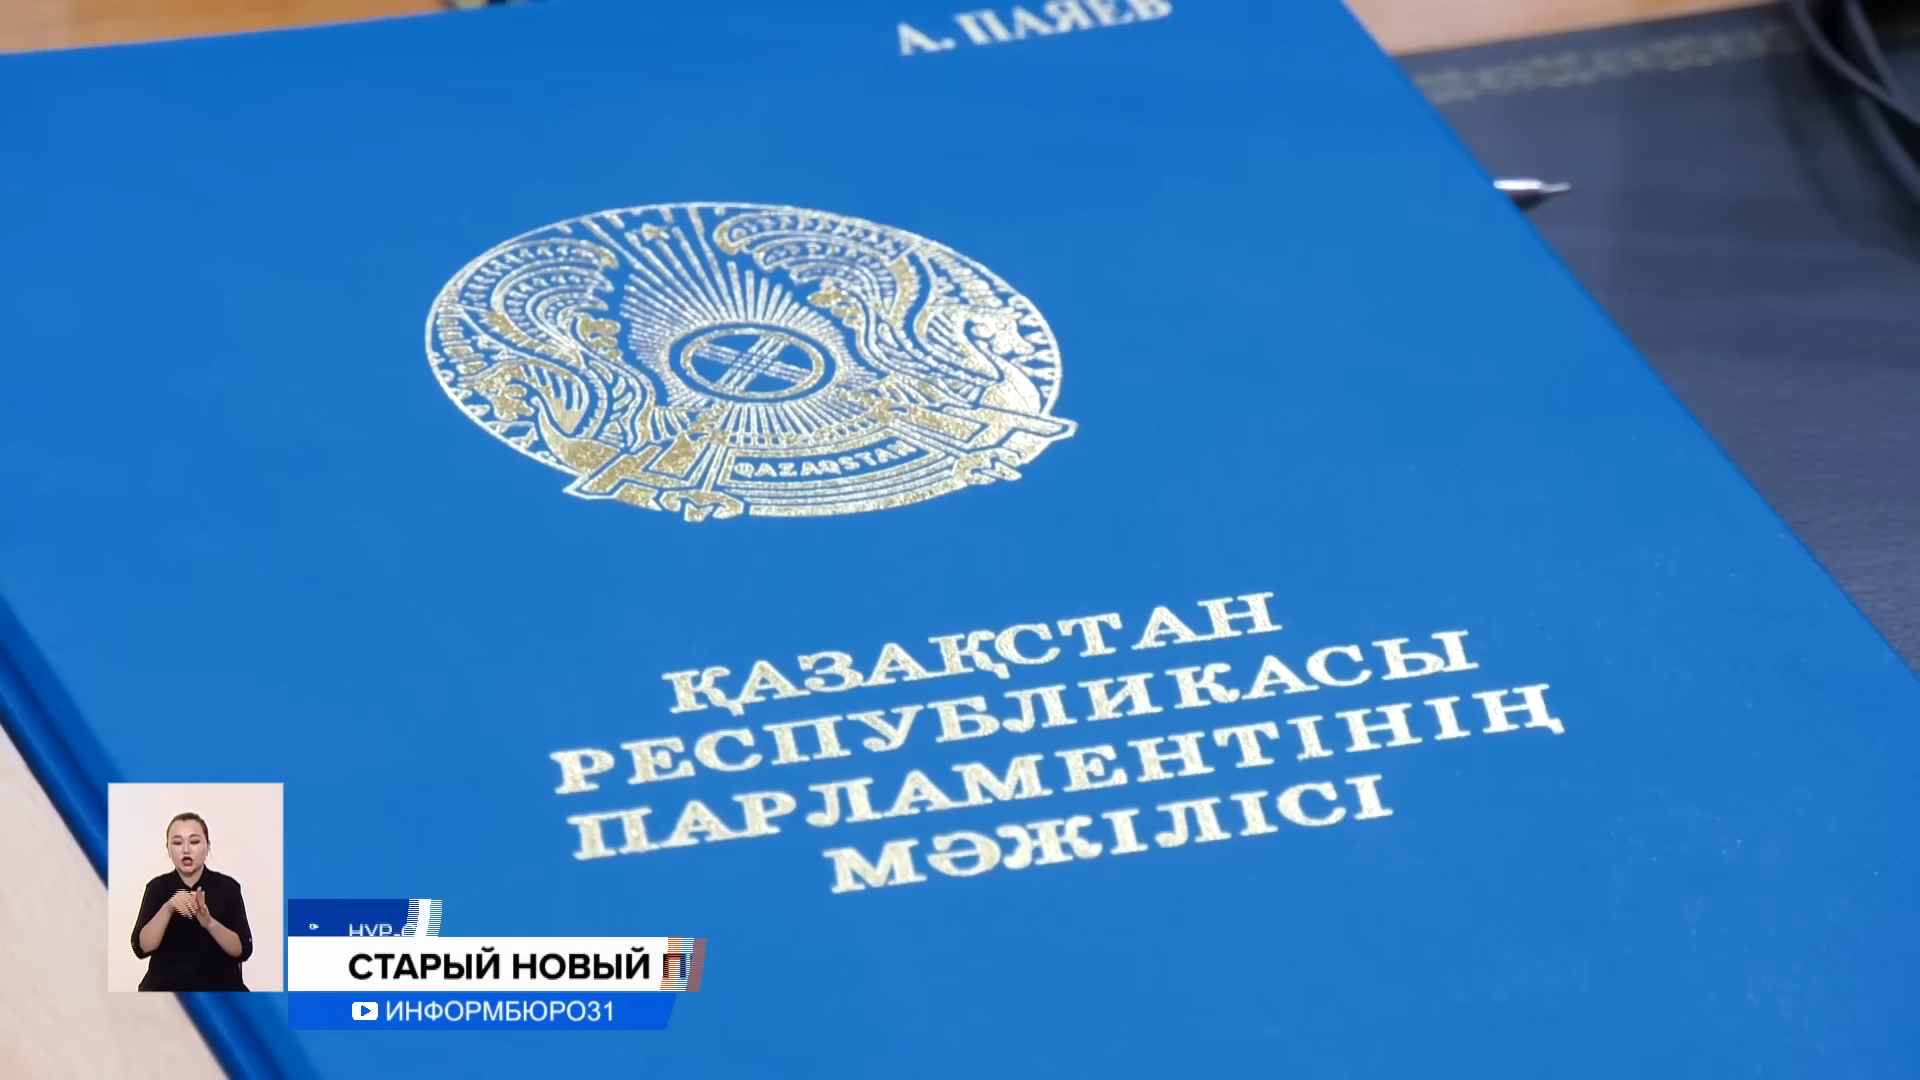 А. ПАЯЕВ
QAZAQSTAN
ҚАЗАҚСТАН
РЕСПУБЛИКАСЫ
ПАРЛАМЕНТІНІҢ
МӘЖІЛІСІ
СТАРЫЙ НОВЫЙ
ИНФОРМБЮРО31